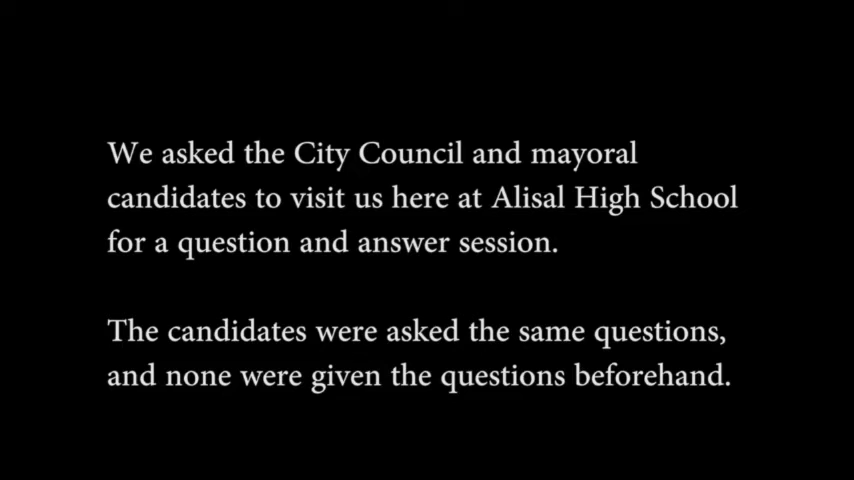 We asked the City Council and mayoral
candidates to visit us here at Alisal High School
for a question and answer session.
The candidates were asked the same questions,
and none were given the questions beforehand.